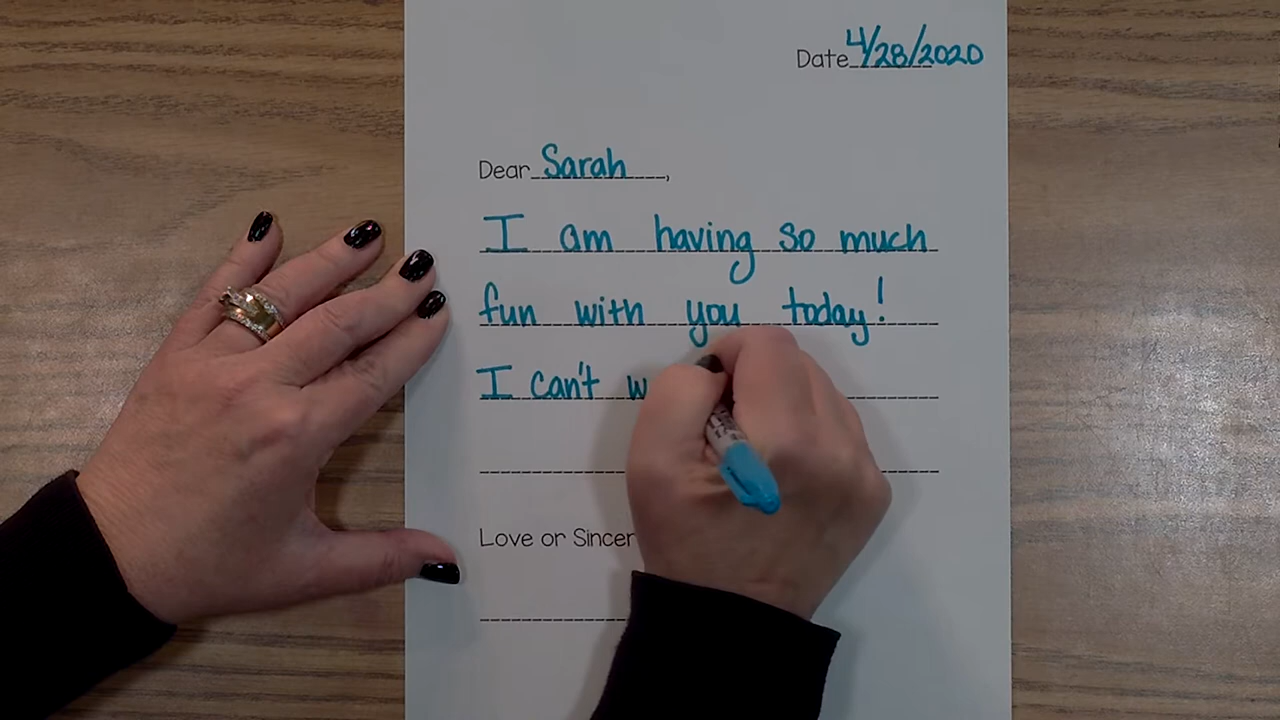 Date 4/28/2020
Dear Sarah,
I am having so much
fun with you today!
I can't w
Love or Sincer